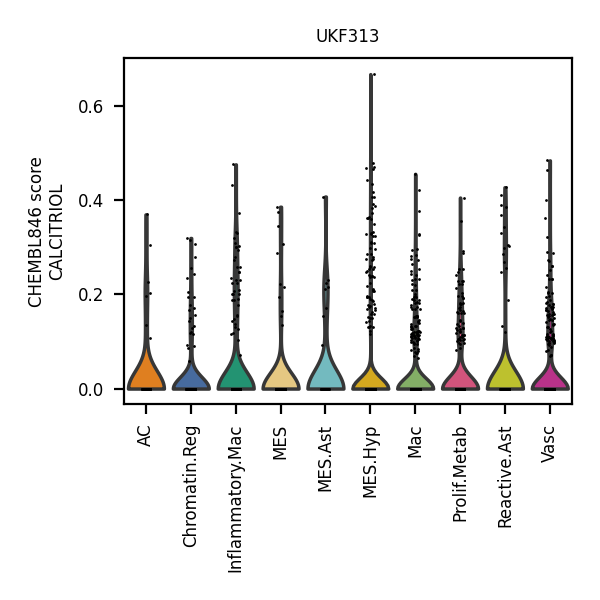 UKF313
CHEMBL846 score
CALCITRIOL
0.6
0.4
0.2
0.0
AC
Chromatin.Reg
Inflammatory.Mac
MES
MES.Ast
MES.Hyp
Mac
Prolif.Metab
Reactive.Ast
Vasc